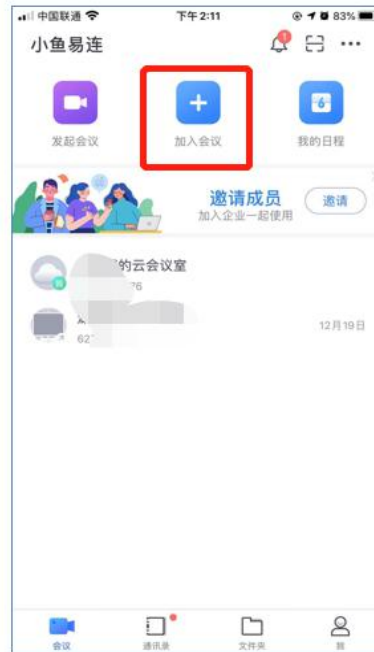 中国联通 下午2:11 83%
小鱼易连
发起会议 加入会议 我的日程
邀请成员 邀请
加入企业一起使用
的云会议室
76
12月19日
62
会议 通讯录 文件夹 我